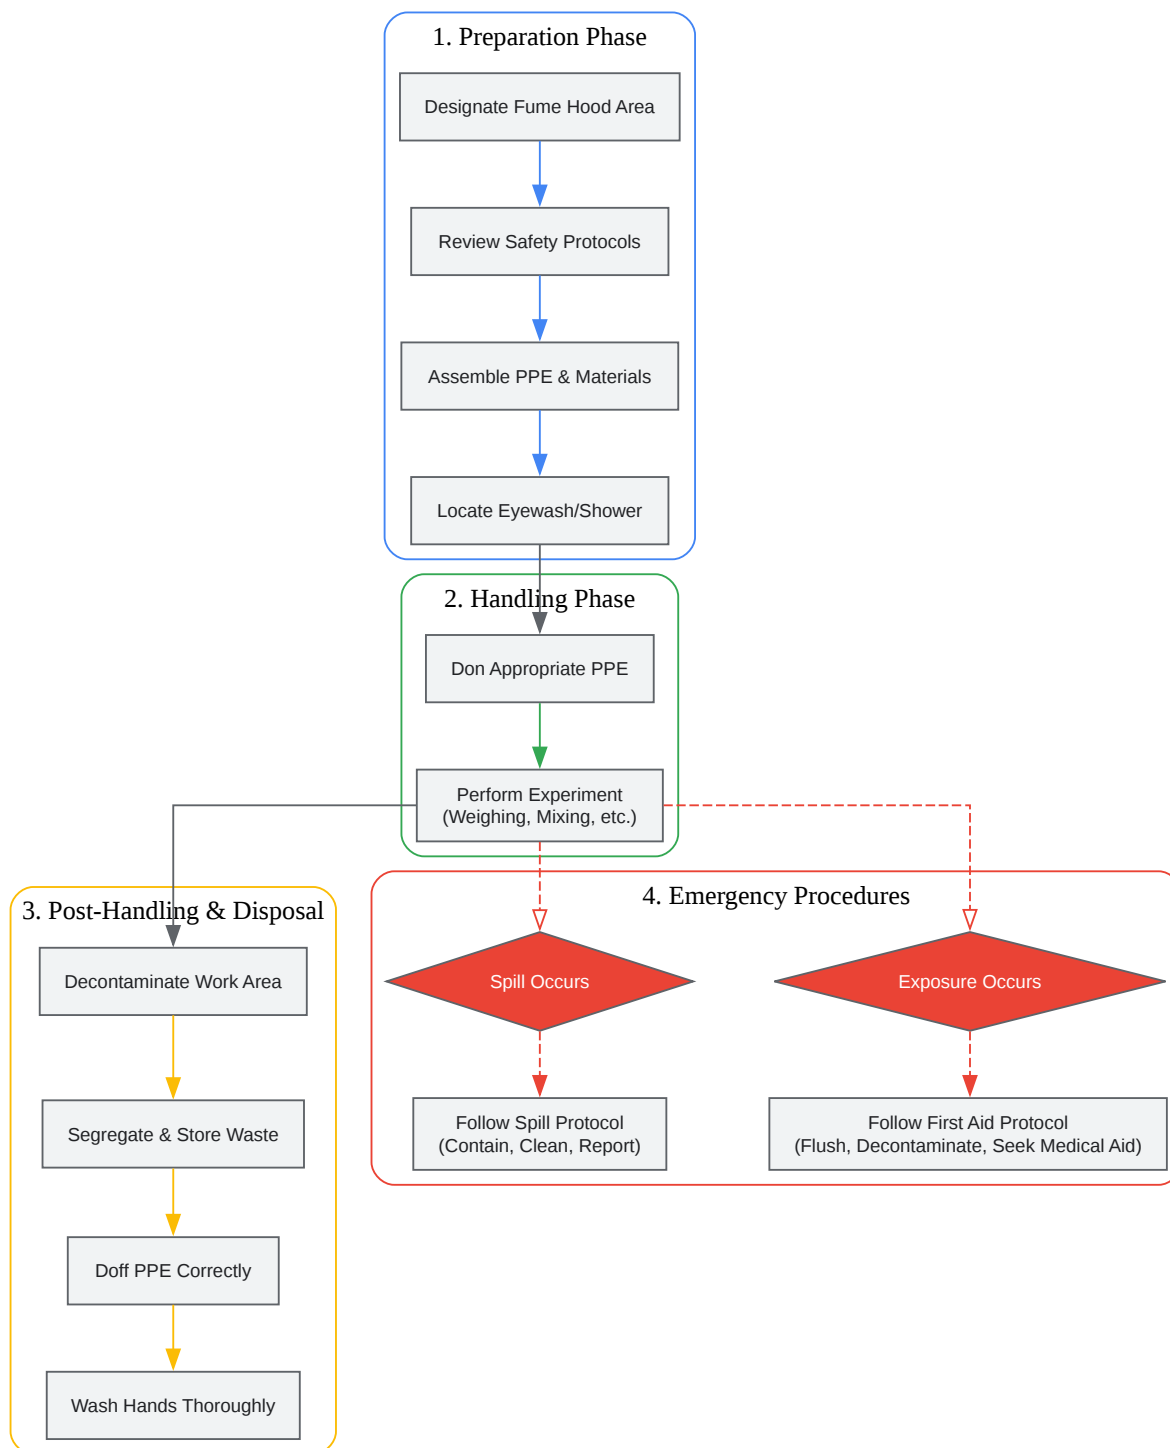 1. Preparation Phase
Designate Fume Hood Area
Review Safety Protocols
Assemble PPE & Materials
Locate Eyewash/Shower
2. Handling Phase
Don Appropriate PPE
Perform Experiment
(Weighing, Mixing, etc.)
3. Post-Handling & Disposal
Decontaminate Work Area
Segregate & Store Waste
Doff PPE Correctly
Wash Hands Thoroughly
4. Emergency Procedures
Spill Occurs
Follow Spill Protocol
(Contain, Clean, Report)
Exposure Occurs
Follow First Aid Protocol
(Flush, Decontaminate, Seek Medical Aid)